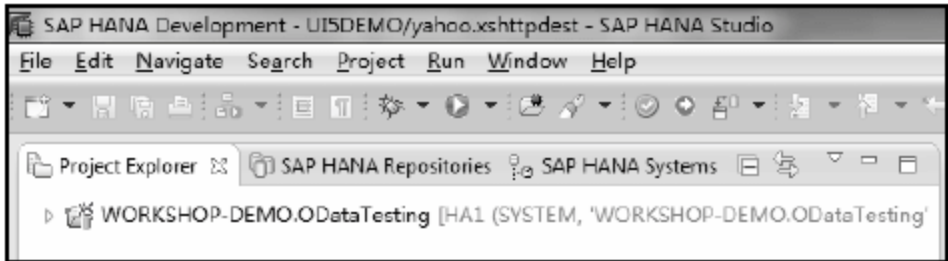 SAP HANA Development - UI5DEMO/yahoo.xshttpdest - SAP HANA Studio
File Edit Navigate Search Project Run Window Help
Project Explorer SAP HANA Repositories SAP HANA Systems
WORKSHOP-DEMO.ODataTesting [HA1 (SYSTEM, 'WORKSHOP-DEMO.ODataTesting'